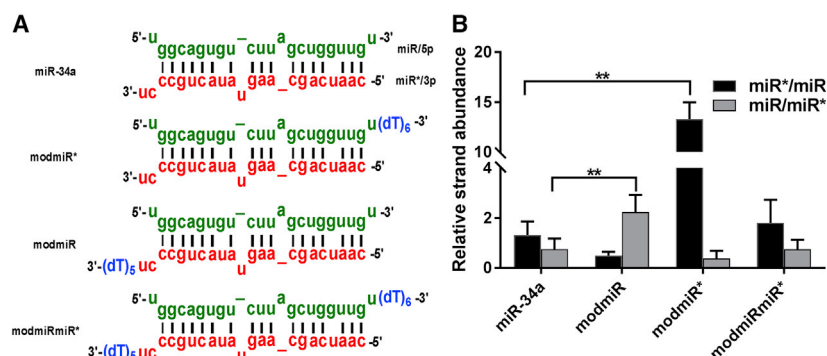 A
miR-34a
5'-u ggcagugu – cuu a gcugguug u -3' miR/5p
3'-uc ccgucaua u gaa _ cgacuaac -5' miR*/3p
modmiR*
5'-u ggcagugu – cuu a gcugguug u(dT)6 -3'
3'-uc ccgucaua u gaa _ cgacuaac -5'
modmiR
5'-u ggcagugu – cuu a gcugguug u -3'
3'-(dT)5 uc ccgucaua u gaa _ cgacuaac -5'
modmiRmiR*
5'-u ggcagugu – cuu a gcugguug u(dT)6 -3'
3'-(dT)5 uc ccgucaua u gaa _ cgacuaac -5'
B
Relative strand abundance
20
15
10
4
2
0
**
**
miR*/miR
miR/miR*
miR-34a
modmiR
modmiR*
modmiRmiR*